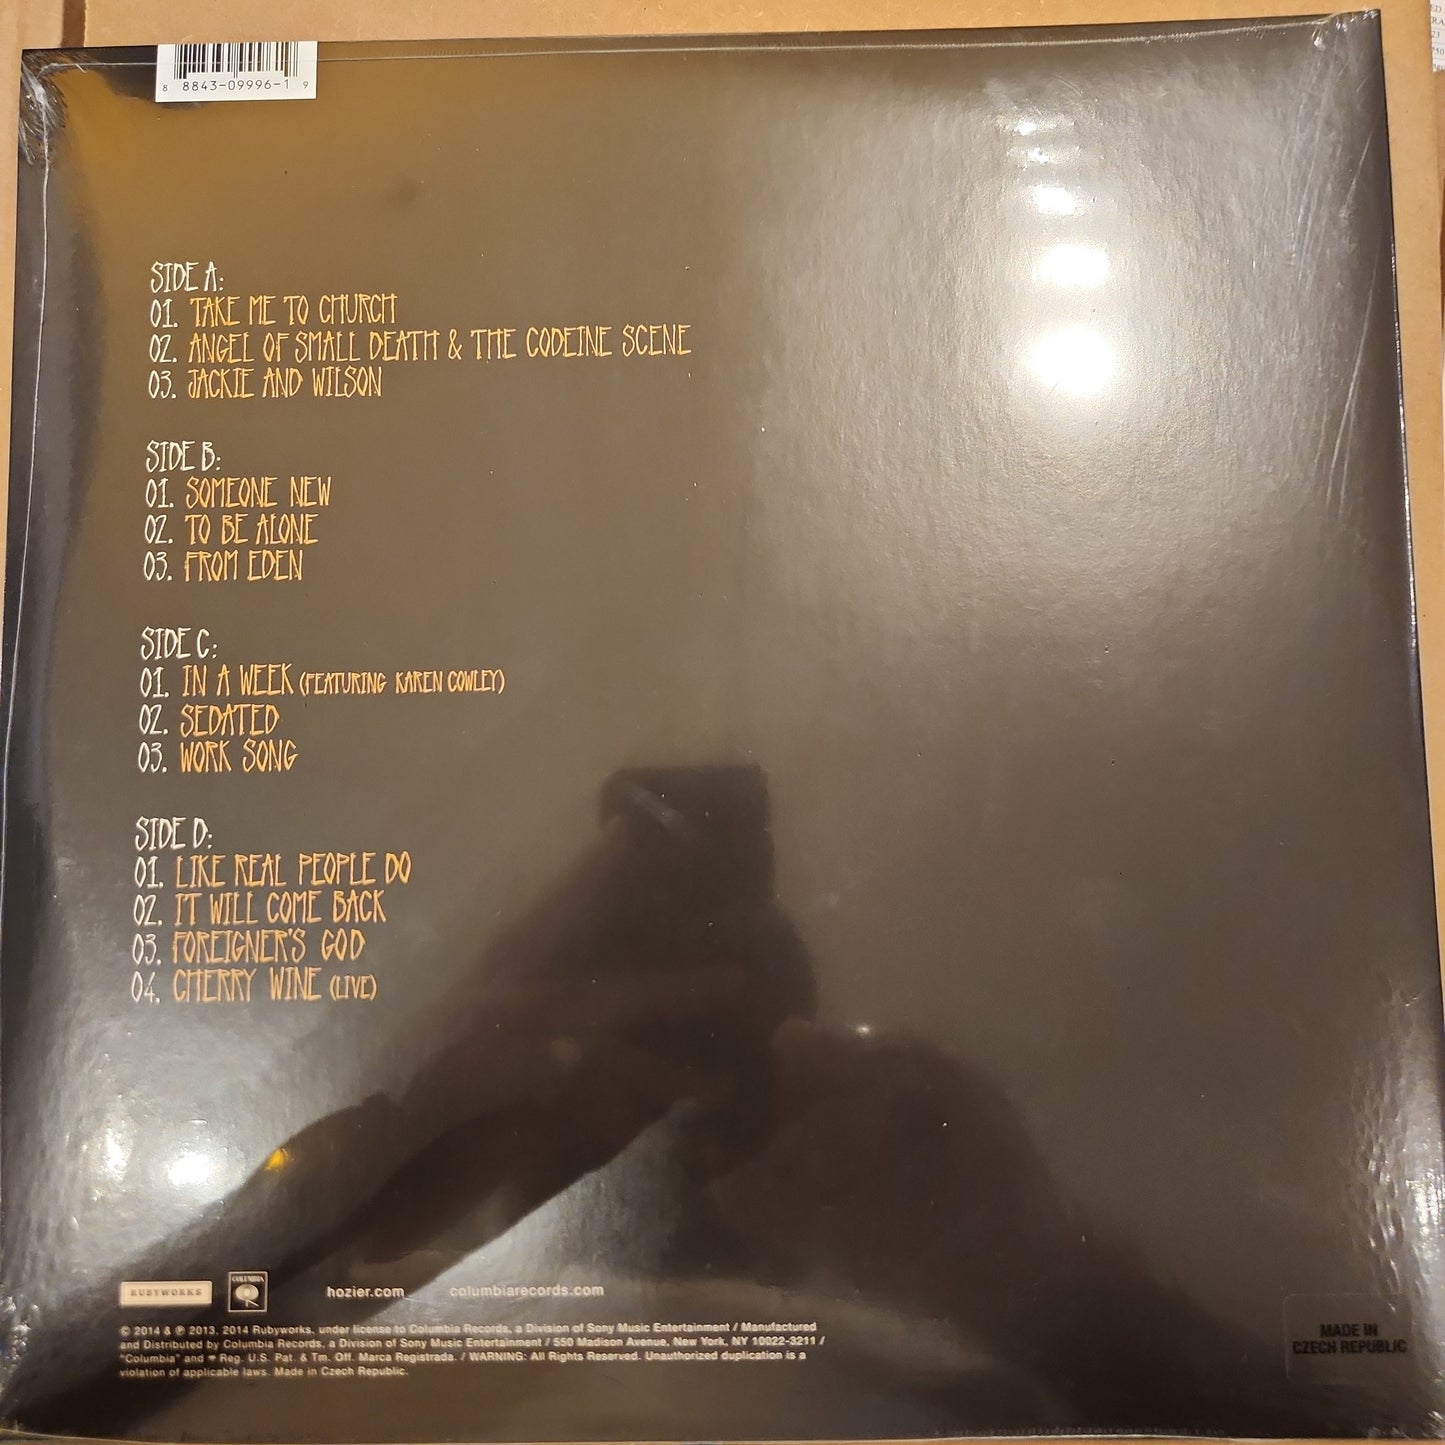 8 8843-09996-1 9
SIDE A:
01. TAKE ME TO CHURCH
02. ANGEL OF SMALL DEATH & THE CODEINE SCENE
03. JACKIE AND WILSON
SIDE B:
01. SOMEONE NEW
02. TO BE ALONE
03. FROM EDEN
SIDE C:
01. IN A WEEK (FEATURING KAREN COWLEY)
02. SEDATED
03. WORK SONG
SIDE D:
01. LIKE REAL PEOPLE DO
02. IT WILL COME BACK
03. FOREIGNER'S GOD
04. CHERRY WINE (LIVE)
RUBYWORKS COLUMBIA hozier.com columbiarecords.com
© 2014 & ℗ 2013, 2014 Rubyworks, under license to Columbia Records, a Division of Sony Music Entertainment / Manufactured
and Distributed by Columbia Records, a Division of Sony Music Entertainment / 550 Madison Avenue, New York, NY 10022-3211 /
"Columbia" and Reg. U.S. Pat. & Tm. Off. Marca Registrada. / WARNING: All Rights Reserved. Unauthorized duplication is a
violation of applicable laws. Made in Czech Republic.
MADE IN
CZECH REPUBLIC